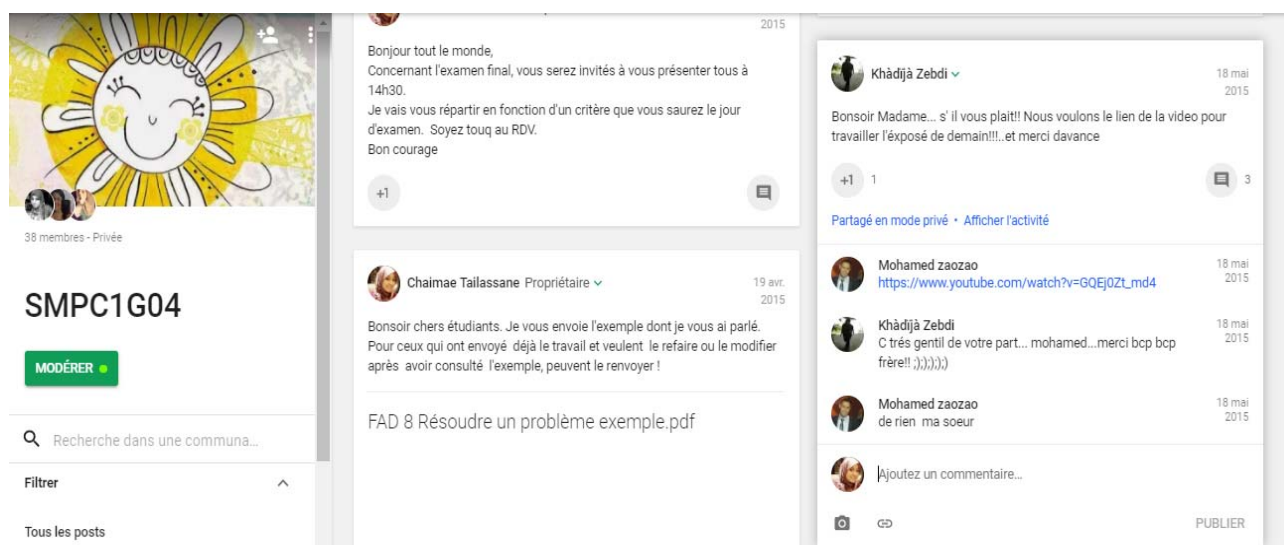 38 membres - Privée
SMPC1G04
MODÉRER
Recherche dans une communa...
Filtrer
Tous les posts
2015
Bonjour tout le monde,
Concernant l'examen final, vous serez invités à vous présenter tous à
14h30.
Je vais vous répartir en fonction d'un critère que vous saurez le jour
d'examen. Soyez touq au RDV.
Bon courage
+1
Chaimae Tailassane Propriétaire
19 avr.
2015
Bonsoir chers étudiants. Je vous envoie l'exemple dont je vous ai parlé.
Pour ceux qui ont envoyé déjà le travail et veulent le refaire ou le modifier
après avoir consulté l'exemple, peuvent le renvoyer !
FAD 8 Résoudre un problème exemple.pdf
Khàdïjà Zebdi
18 mai
2015
Bonsoir Madame... s' il vous plait!! Nous voulons le lien de la video pour
travailler l'éxposé de demain!!!..et merci davance
+1 1
3
Partagé en mode privé • Afficher l'activité
Mohamed zaozao
18 mai
https://www.youtube.com/watch?v=GQEj0Zt_md4
2015
Khàdïjà Zebdi
18 mai
C trés gentil de votre part... mohamed...merci bcp bcp
2015
frère!! ;);););););)
Mohamed zaozao
18 mai
de rien ma soeur
2015
Ajoutez un commentaire...
PUBLIER